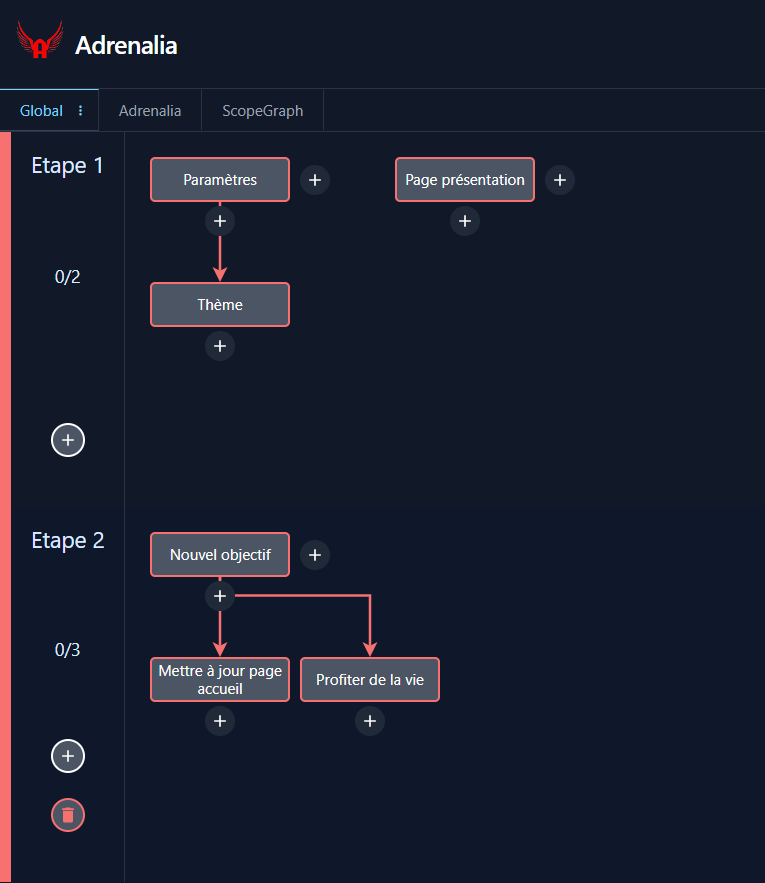 Adrenalia
Global
Adrenalia
ScopeGraph
Etape 1
Paramètres
Page présentation
0/2
Thème
Etape 2
Nouvel objectif
0/3
Mettre à jour page
accueil
Profiter de la vie